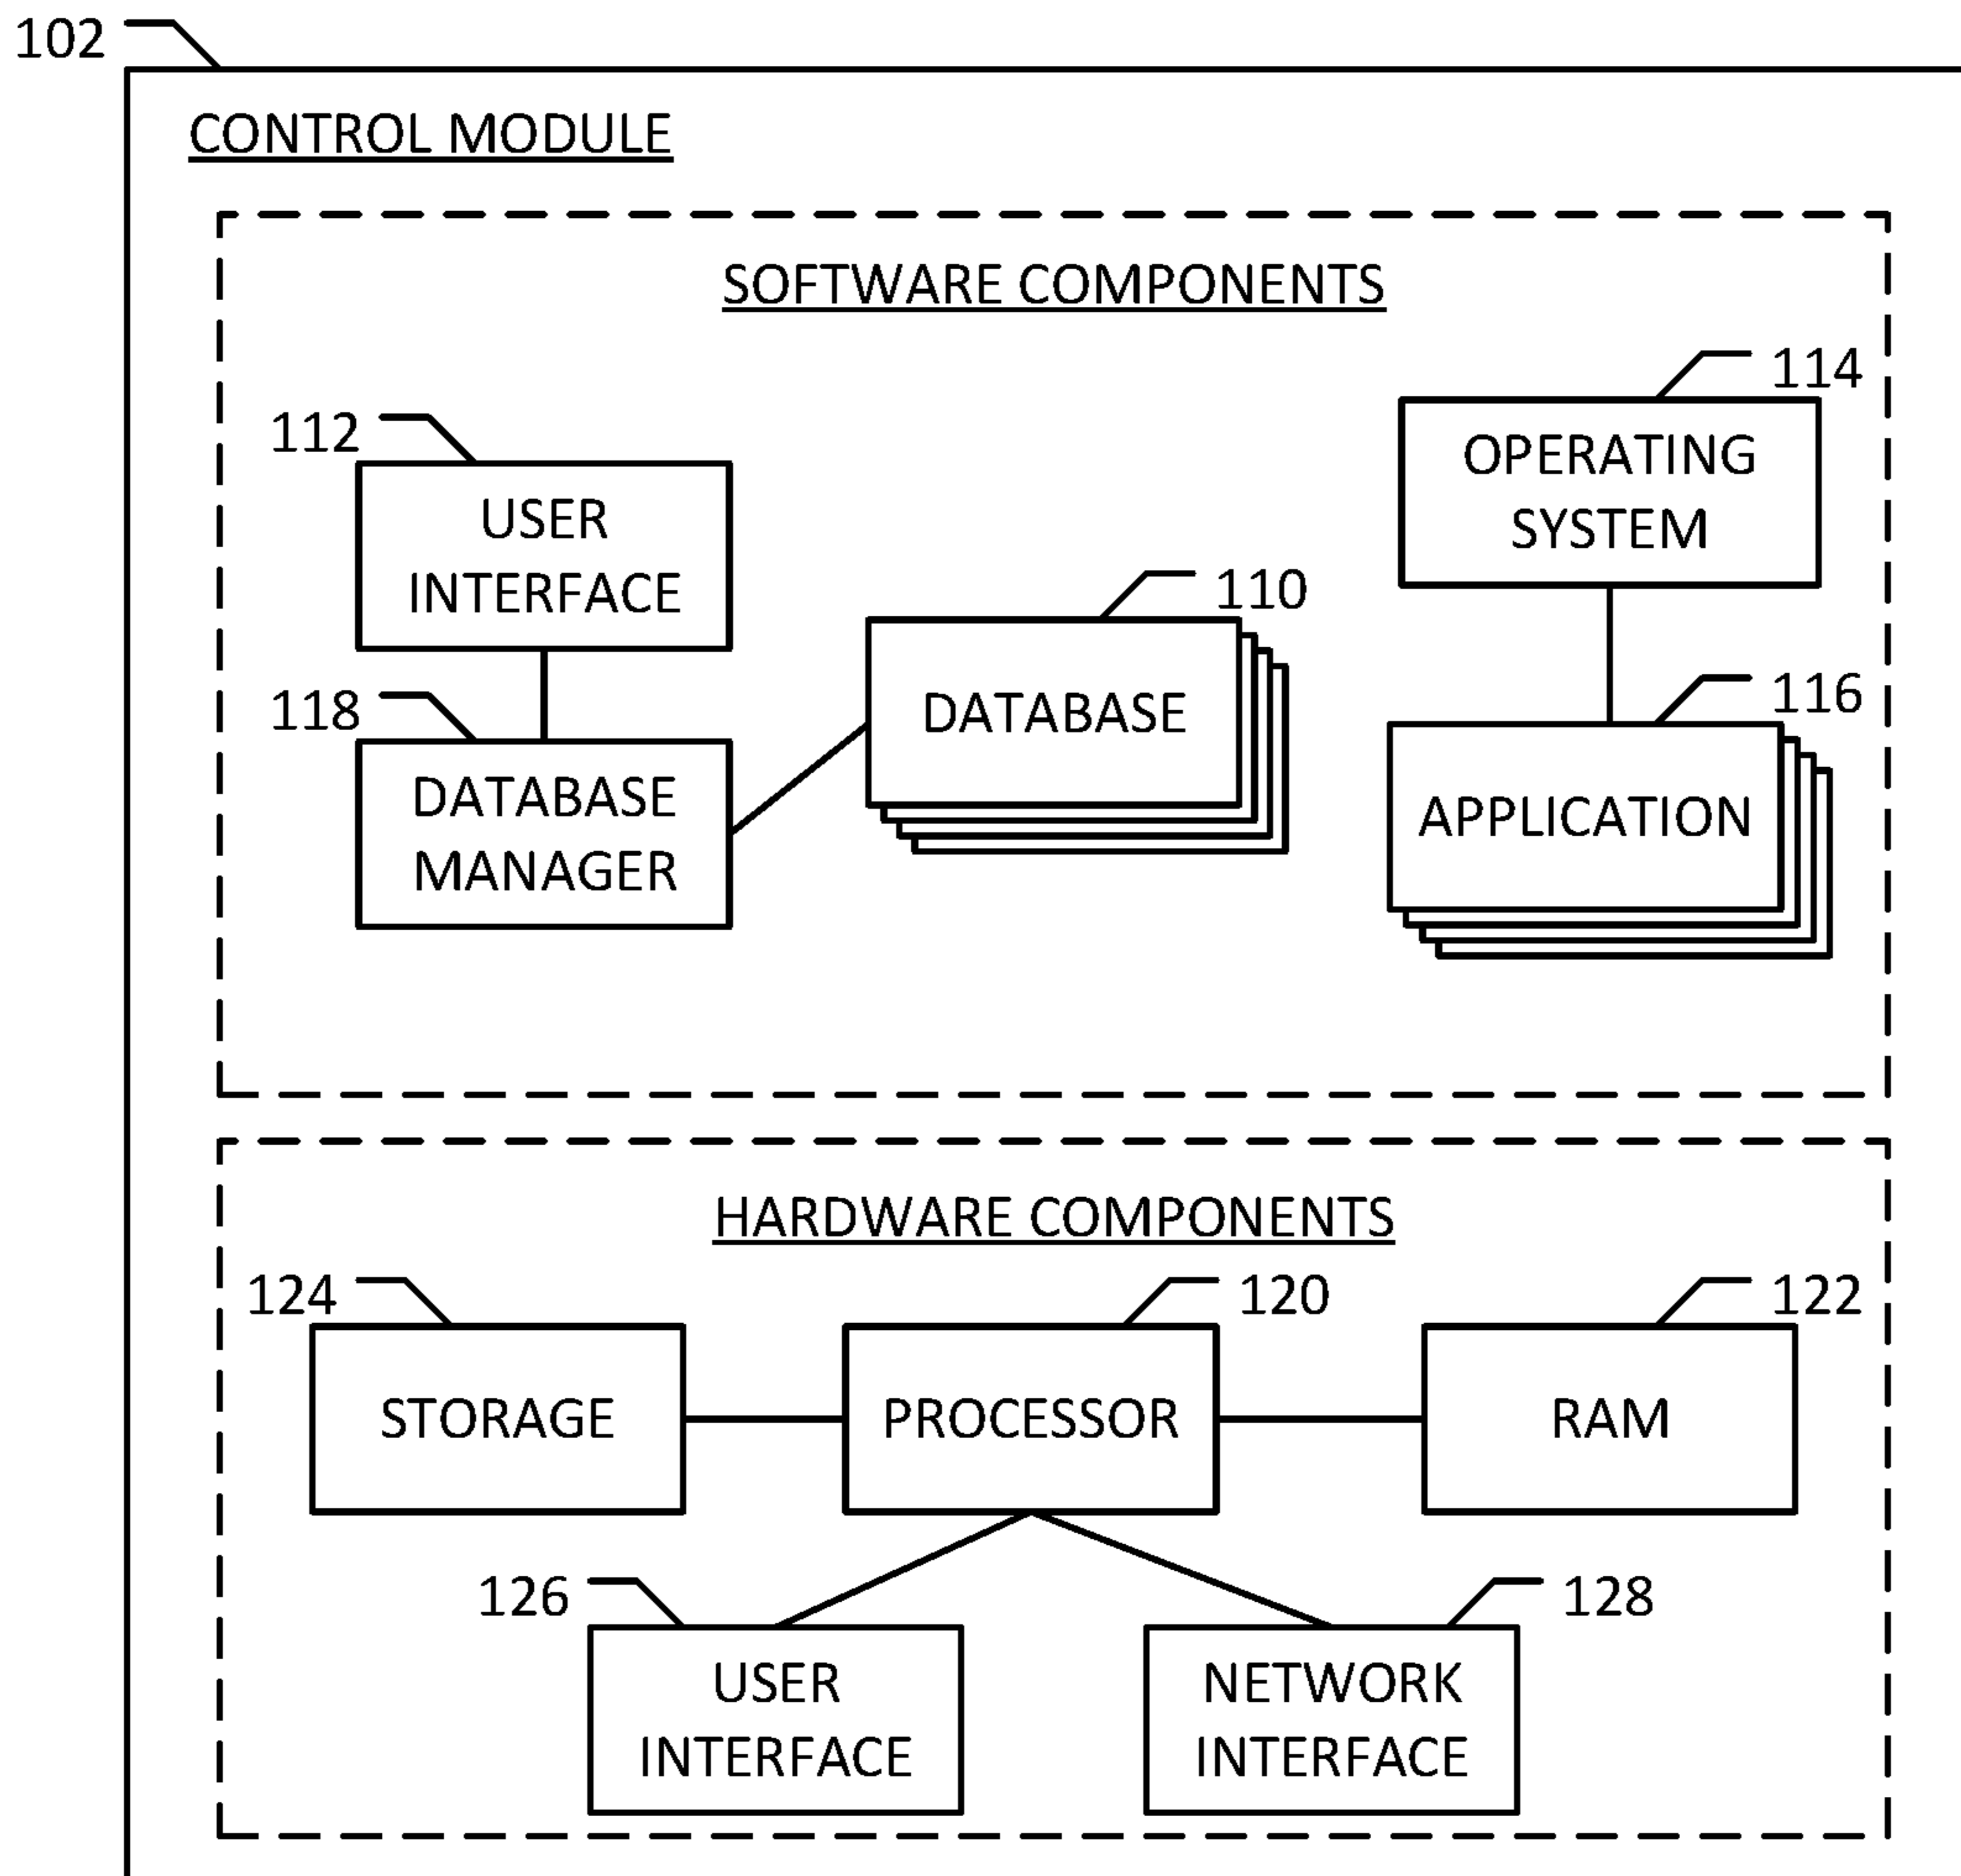 102
CONTROL MODULE
SOFTWARE COMPONENTS
114
OPERATING
SYSTEM
112
USER
INTERFACE
110
DATABASE
118
DATABASE
MANAGER
116
APPLICATION
HARDWARE COMPONENTS
124
STORAGE
120
PROCESSOR
122
RAM
126
USER
INTERFACE
128
NETWORK
INTERFACE